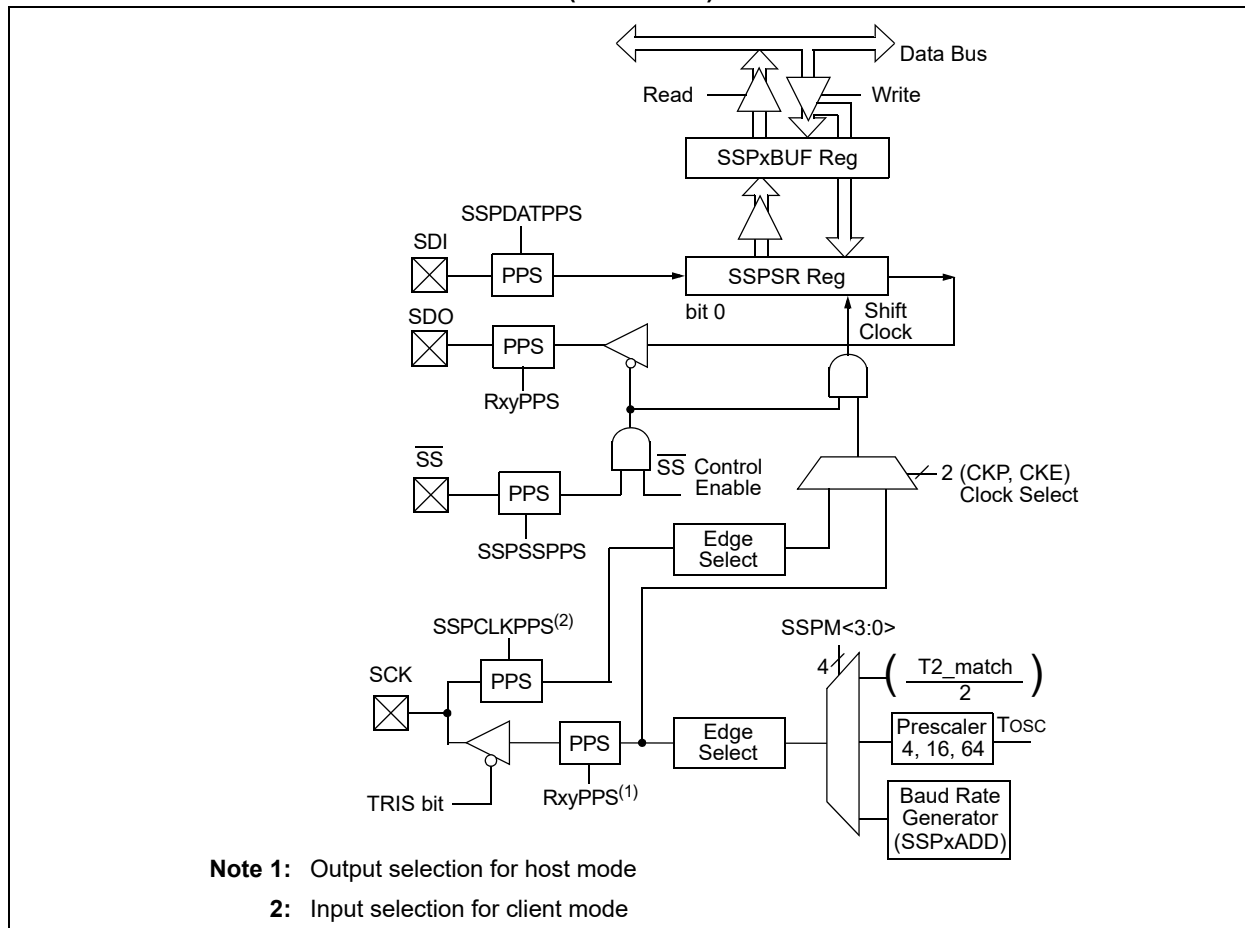 Data Bus
Read
Write
SSPxBUF Reg
SSPDATPPS
SDI
PPS
SSPSR Reg
bit 0
Shift
Clock
SDO
PPS
RxyPPS
SS
PPS
SS Control
Enable
2 (CKP, CKE)
Clock Select
SSPSSPPS
Edge
Select
SSPCLKPPS(2)
SSPM<3:0>
4
SCK
PPS
( T2_match
2 )
Edge
Select
PPS
Prescaler
4, 16, 64
TOSC
TRIS bit
RxyPPS(1)
Baud Rate
Generator
(SSPxADD)
Note 1: Output selection for host mode
2: Input selection for client mode